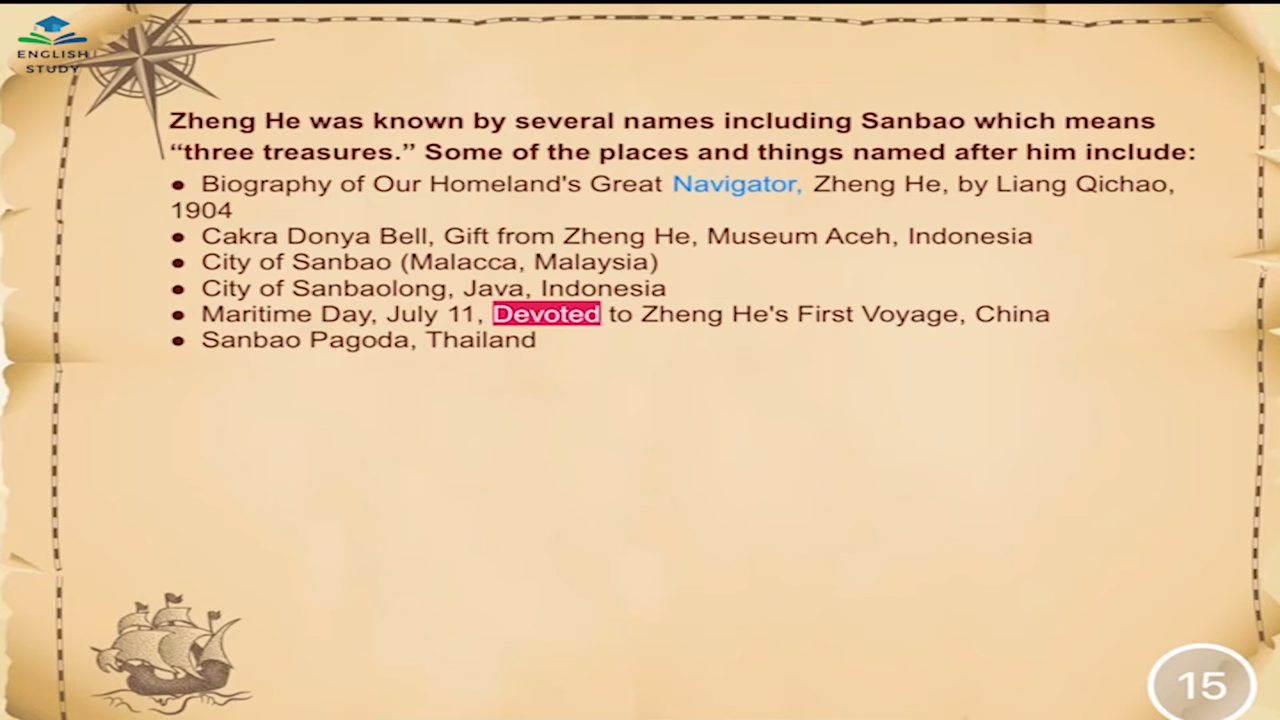 ENGLISH
STUDY
Zheng He was known by several names including Sanbao which means
“three treasures.” Some of the places and things named after him include:
● Biography of Our Homeland's Great Navigator, Zheng He, by Liang Qichao,
1904
● Cakra Donya Bell, Gift from Zheng He, Museum Aceh, Indonesia
● City of Sanbao (Malacca, Malaysia)
● City of Sanbaolong, Java, Indonesia
● Maritime Day, July 11, Devoted to Zheng He's First Voyage, China
● Sanbao Pagoda, Thailand
15